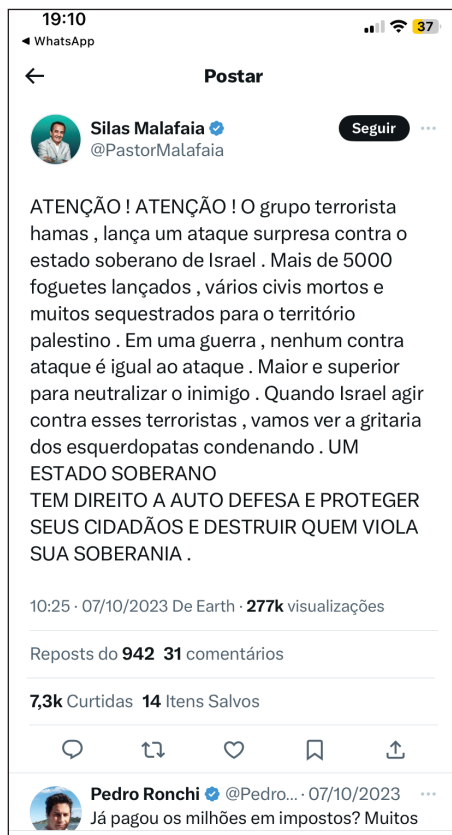 19:10
37
WhatsApp
Postar
Silas Malafaia
Seguir
@PastorMalafaia
ATENÇÃO ! ATENÇÃO ! O grupo terrorista
hamas , lança um ataque surpresa contra o
estado soberano de Israel . Mais de 5000
foguetes lançados , vários civis mortos e
muitos sequestrados para o território
palestino . Em uma guerra , nenhum contra
ataque é igual ao ataque . Maior e superior
para neutralizar o inimigo . Quando Israel agir
contra esses terroristas , vamos ver a gritaria
dos esquerdopatas condenando . UM
ESTADO SOBERANO
TEM DIREITO A AUTO DEFESA E PROTEGER
SEUS CIDADÃOS E DESTRUIR QUEM VIOLA
SUA SOBERANIA .
10:25 · 07/10/2023 De Earth · 277k visualizações
Reposts do 942 31 comentários
7,3k Curtidas 14 Itens Salvos
Pedro Ronchi @Pedro... · 07/10/2023
Já pagou os milhões em impostos? Muitos